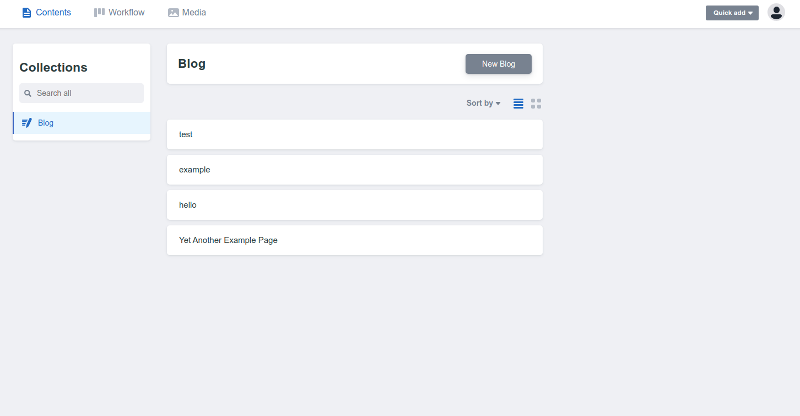 Contents Workflow Media Quick add
Collections
Search all
Blog
Blog
New Blog
Sort by
test
example
hello
Yet Another Example Page